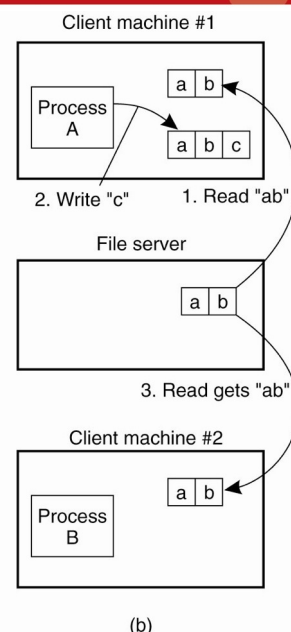 Client machine #1
a b
Process
A
a b c
2. Write "c"
1. Read "ab"
File server
a b
3. Read gets "ab"
Client machine #2
a b
Process
B
(b)